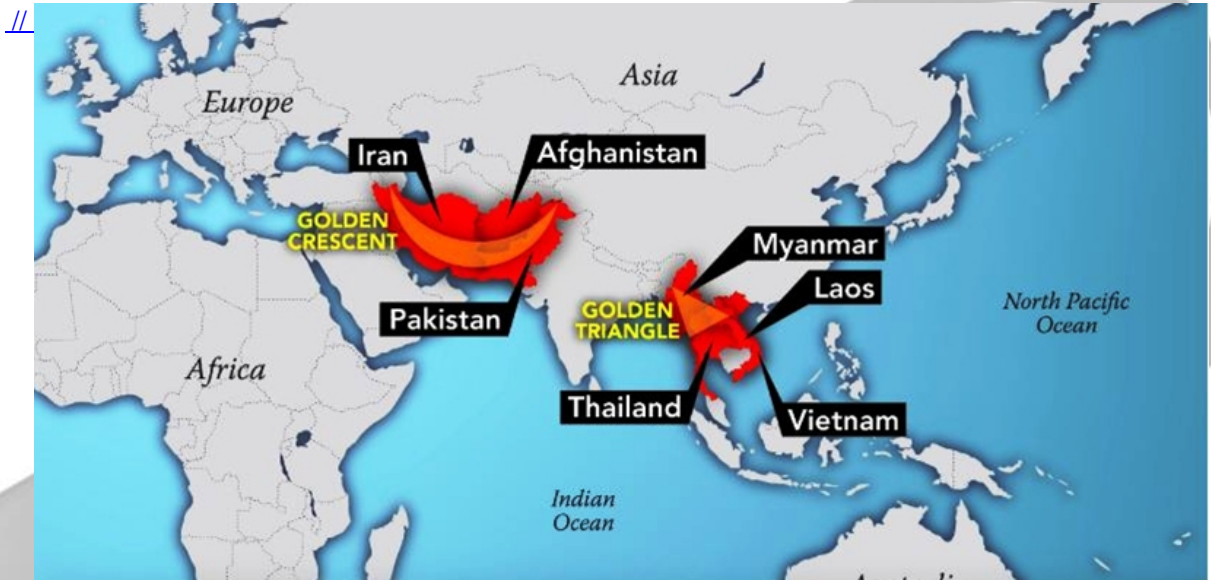 //
Asia
Europe
Iran
Afghanistan
GOLDEN
CRESCENT
Myanmar
Laos
Pakistan
GOLDEN
TRIANGLE
North Pacific
Ocean
Africa
Thailand
Vietnam
Indian
Ocean